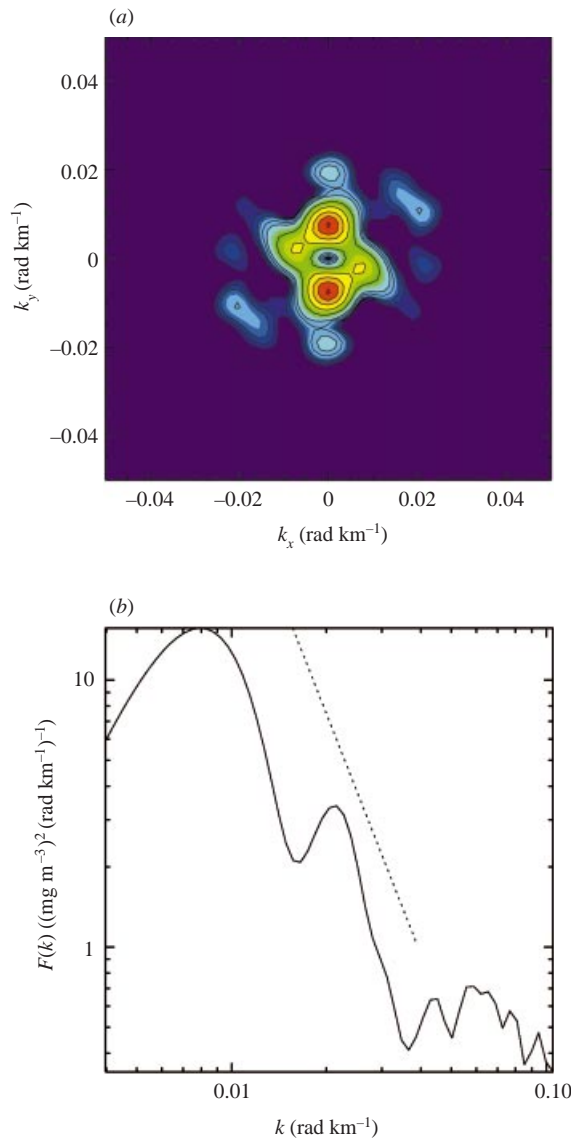 (a)
0.04
0.02
0
–0.02
–0.04
k_y (rad km⁻¹)
–0.04 –0.02 0 0.02 0.04
k_x (rad km⁻¹)
(b)
10
1
F(k) ((mg m⁻³)² (rad km⁻¹)⁻¹)
0.01 0.10
k (rad km⁻¹)